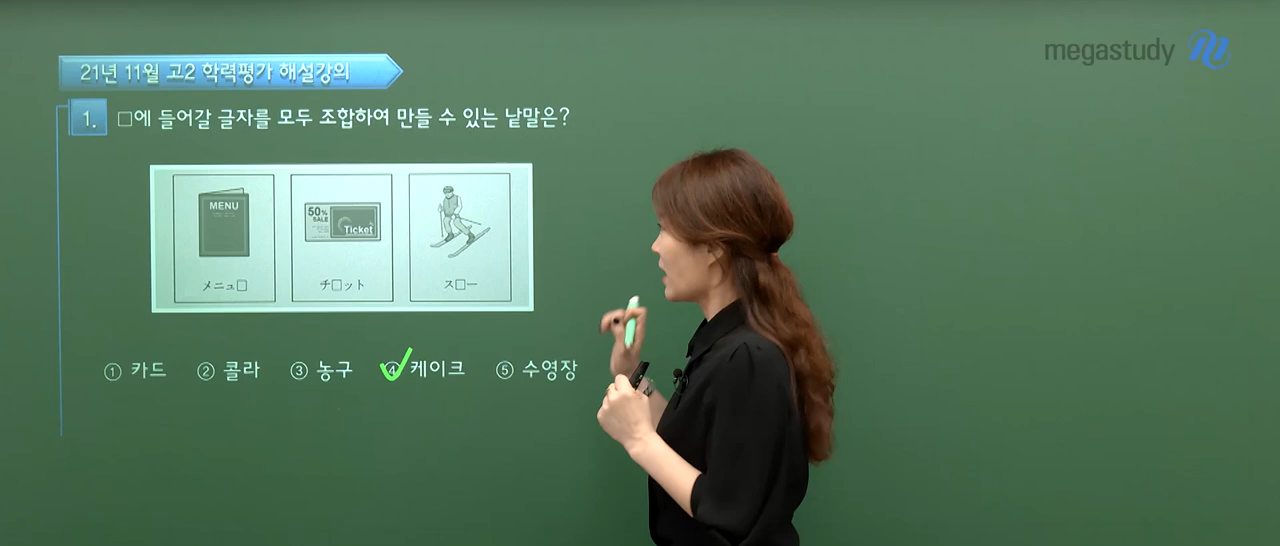 megastudy
21년 11월 고2 학력평가 해설강의
1. □에 들어갈 글자를 모두 조합하여 만들 수 있는 낱말은?
MENU
メニュ□
50%
SALE
Ticket
チ□ット
ス□ー
① 카드 ② 콜라 ③ 농구 ④ 케이크 ⑤ 수영장